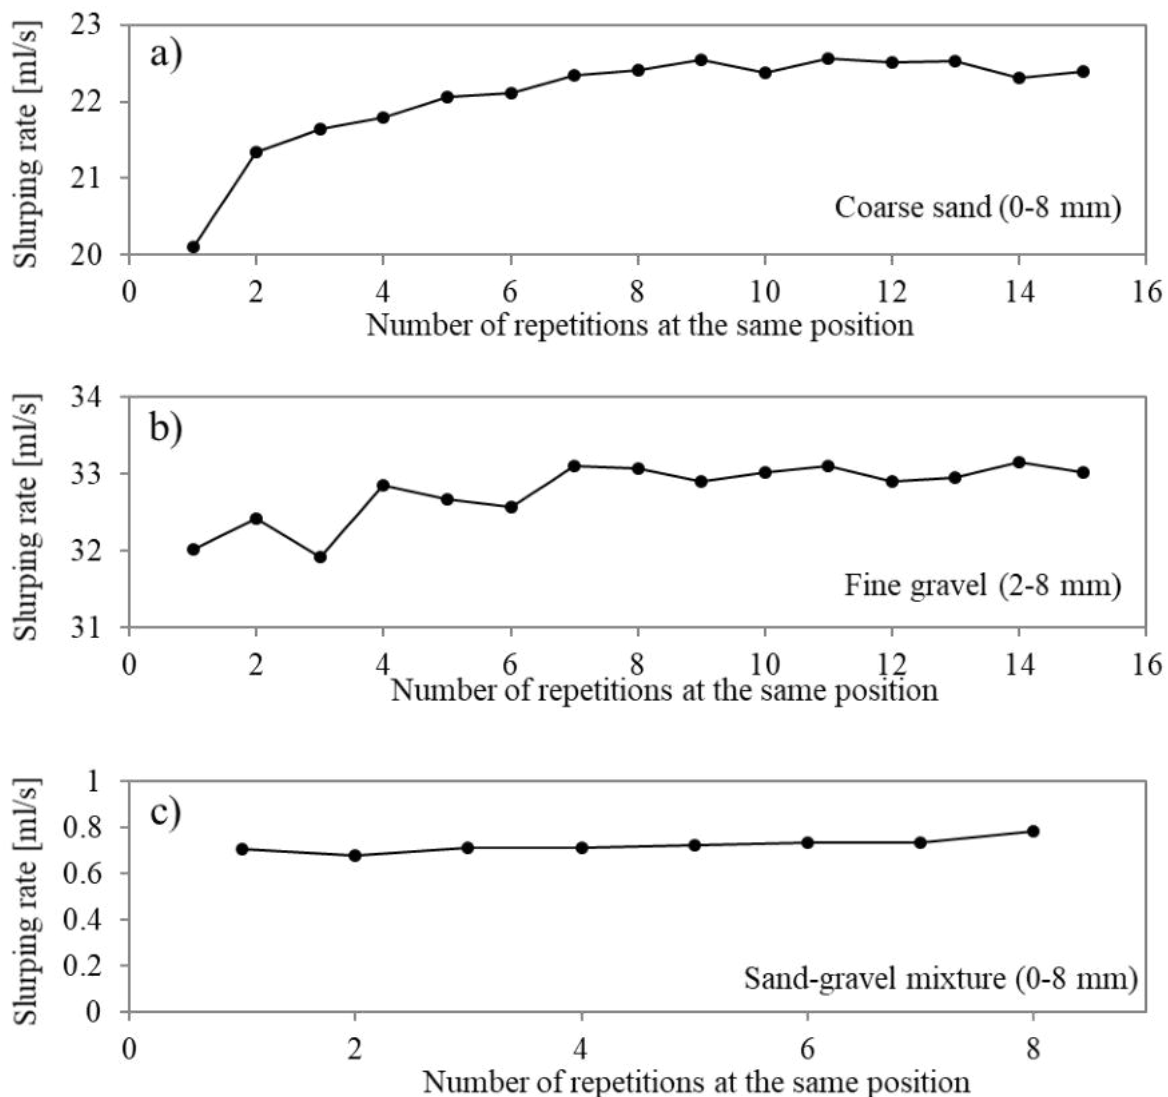 a)
Slurping rate [ml/s]
23
22
21
20
Coarse sand (0-8 mm)
0 2 4 6 8 10 12 14 16
Number of repetitions at the same position
b)
Slurping rate [ml/s]
34
33
32
31
Fine gravel (2-8 mm)
0 2 4 6 8 10 12 14 16
Number of repetitions at the same position
c)
Slurping rate [ml/s]
1
0.8
0.6
0.4
0.2
0
Sand-gravel mixture (0-8 mm)
0 2 4 6 8
Number of repetitions at the same position